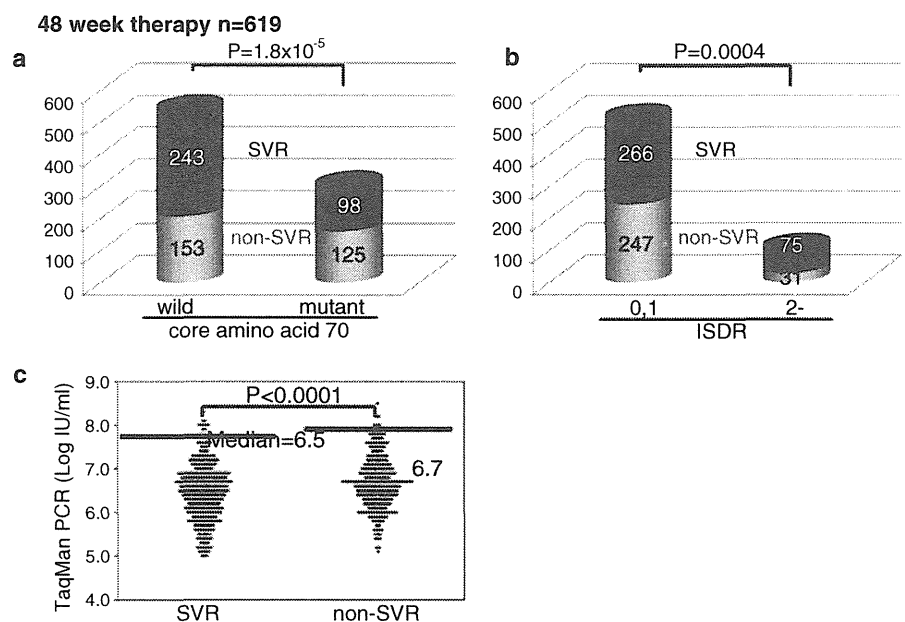 48 week therapy n=619
a
P=1.8x10-5
600
500
400
300
200
100
0
243
SVR
98
153
non-SVR
125
wild
mutant
core amino acid 70
b
P=0.0004
600
500
400
300
200
100
0
266
SVR
75
247
non-SVR
31
0,1
2-
ISDR
c
TaqMan PCR (Log IU/ml)
9.0
8.0
7.0
6.0
5.0
4.0
P<0.0001
Median=6.5
6.7
SVR
non-SVR